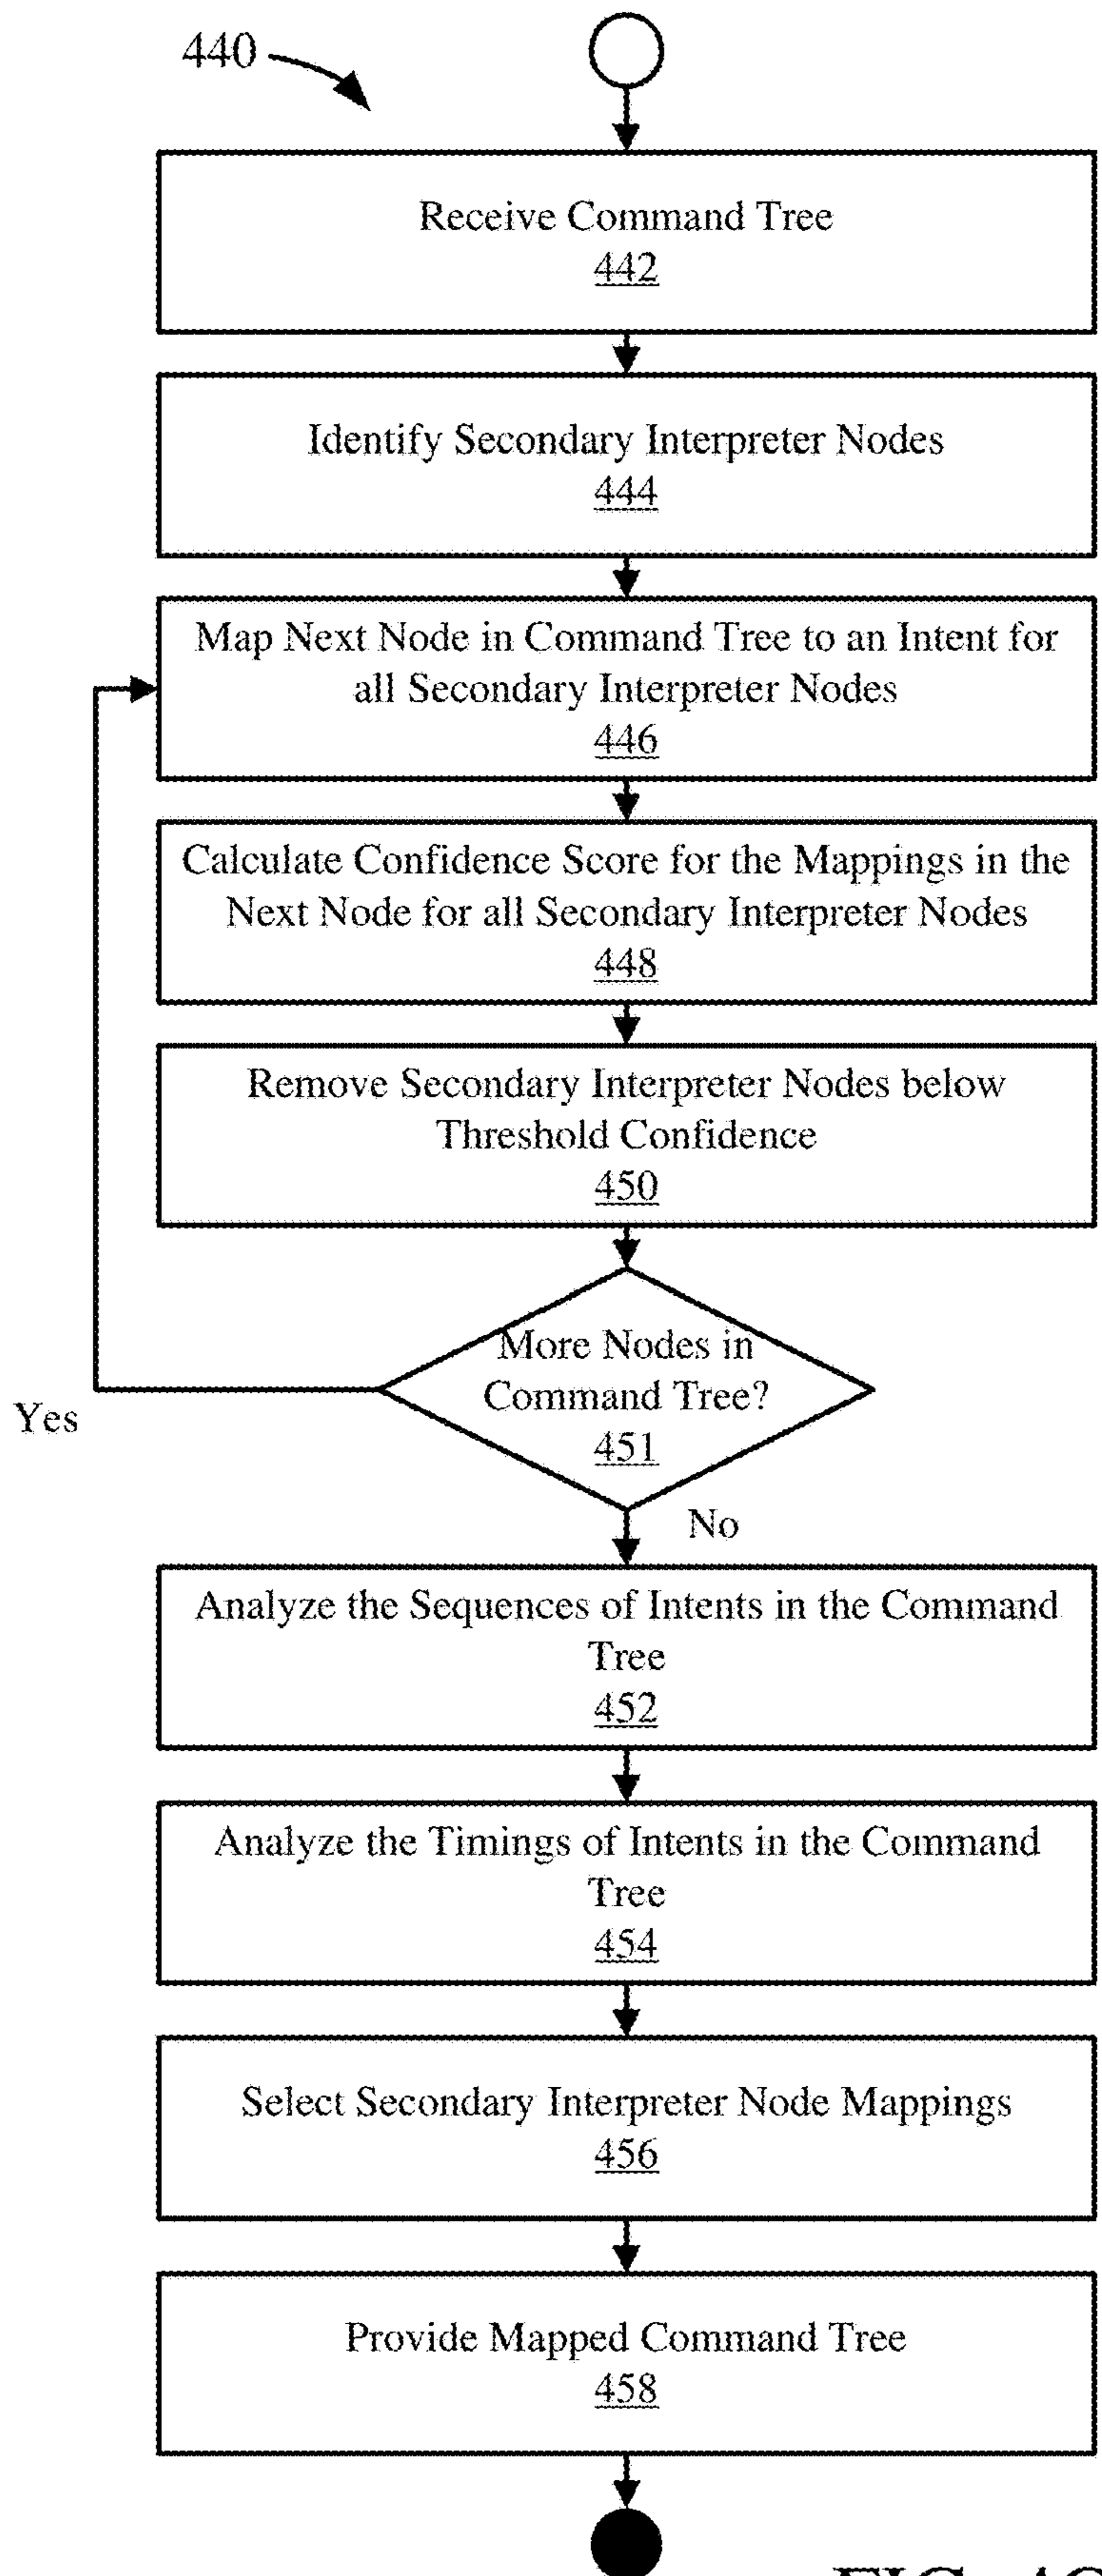 440
Receive Command Tree
442
Identify Secondary Interpreter Nodes
444
Map Next Node in Command Tree to an Intent for
all Secondary Interpreter Nodes
446
Calculate Confidence Score for the Mappings in the
Next Node for all Secondary Interpreter Nodes
448
Remove Secondary Interpreter Nodes below
Threshold Confidence
450
More Nodes in
Command Tree?
451
Yes
No
Analyze the Sequences of Intents in the Command
Tree
452
Analyze the Timings of Intents in the Command
Tree
454
Select Secondary Interpreter Node Mappings
456
Provide Mapped Command Tree
458